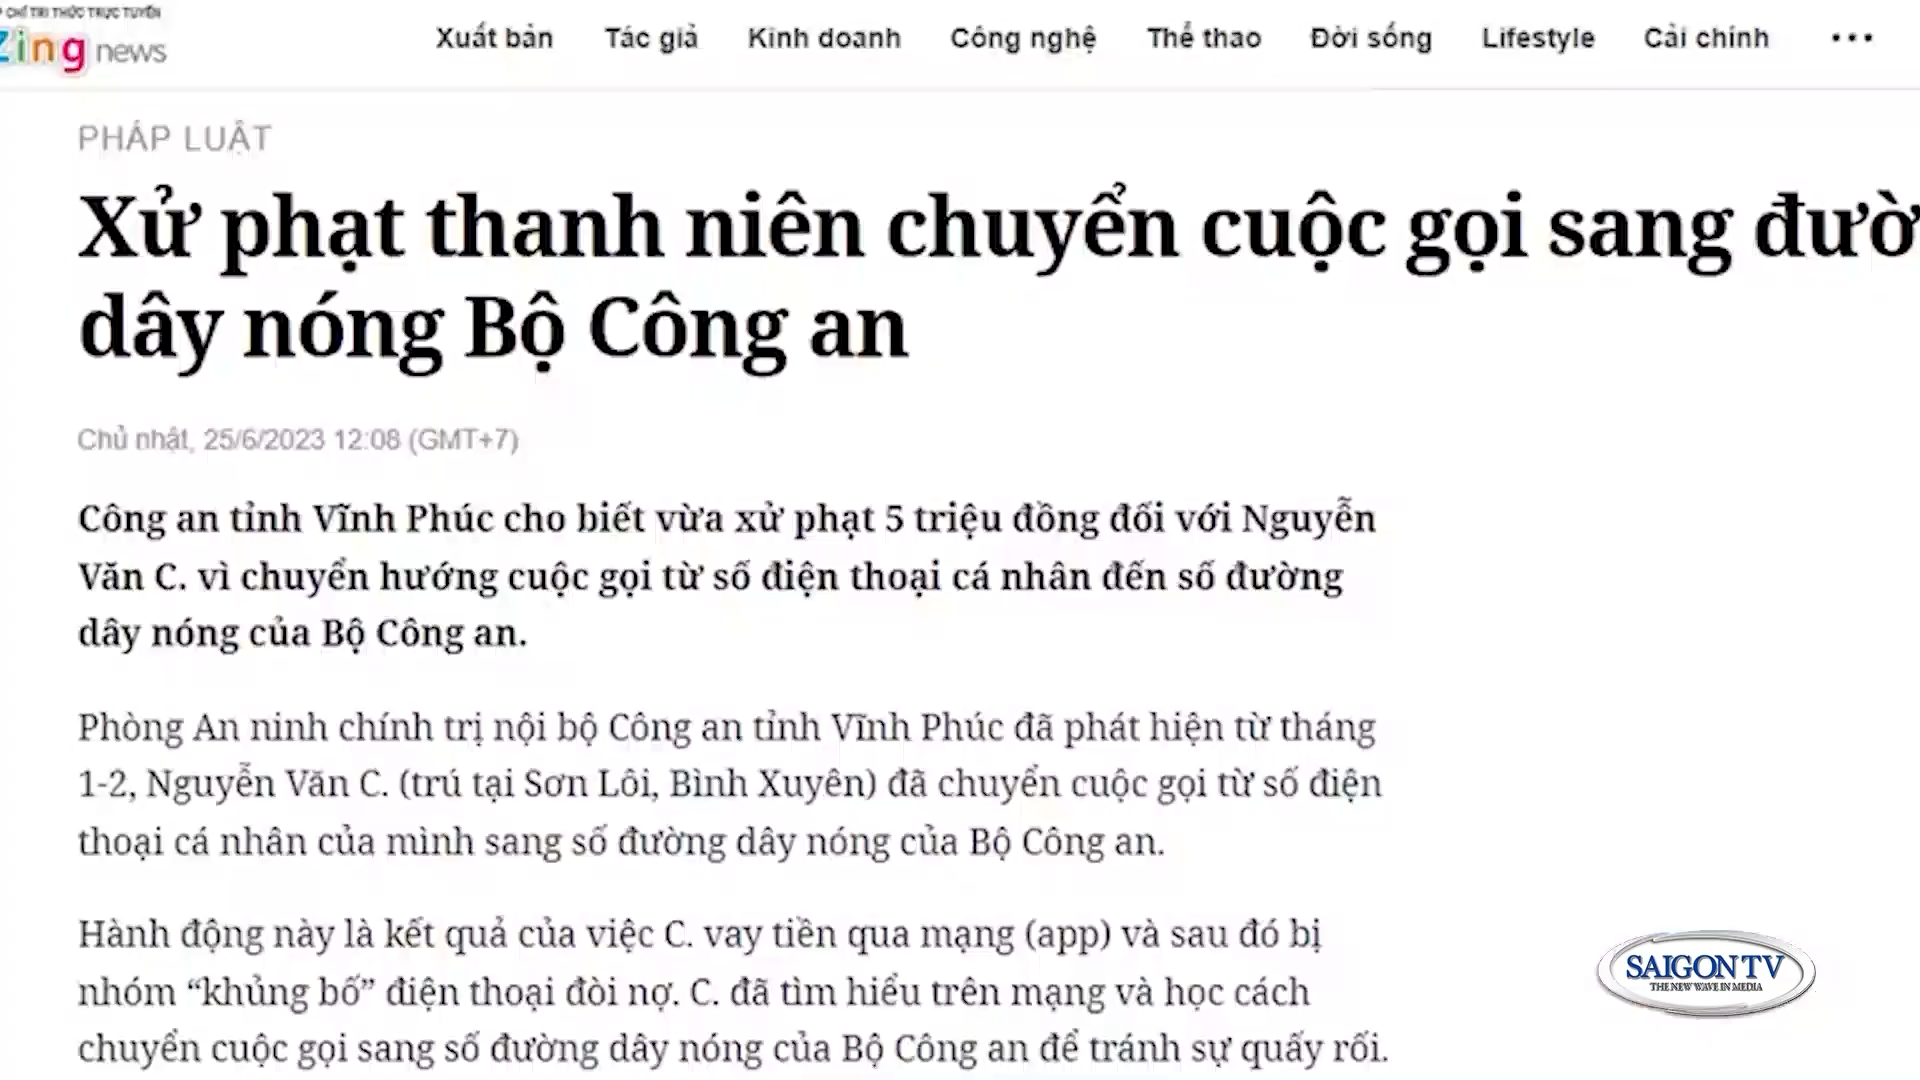 CHÍ TRI THỨC TRỰC TUYẾN
Zing news
Xuất bản Tác giả Kinh doanh Công nghệ Thể thao Đời sống Lifestyle Cải chính
PHÁP LUẬT
Xử phạt thanh niên chuyển cuộc gọi sang đườ
dây nóng Bộ Công an
Chủ nhật, 25/6/2023 12:08 (GMT+7)
Công an tỉnh Vĩnh Phúc cho biết vừa xử phạt 5 triệu đồng đối với Nguyễn
Văn C. vì chuyển hướng cuộc gọi từ số điện thoại cá nhân đến số đường
dây nóng của Bộ Công an.
Phòng An ninh chính trị nội bộ Công an tỉnh Vĩnh Phúc đã phát hiện từ tháng
1-2, Nguyễn Văn C. (trú tại Sơn Lôi, Bình Xuyên) đã chuyển cuộc gọi từ số điện
thoại cá nhân của mình sang số đường dây nóng của Bộ Công an.
Hành động này là kết quả của việc C. vay tiền qua mạng (app) và sau đó bị
nhóm “khủng bố” điện thoại đòi nợ. C. đã tìm hiểu trên mạng và học cách
chuyển cuộc gọi sang số đường dây nóng của Bộ Công an để tránh sự quấy rối.
SAIGON TV
THE NEW WAVE IN MEDIA